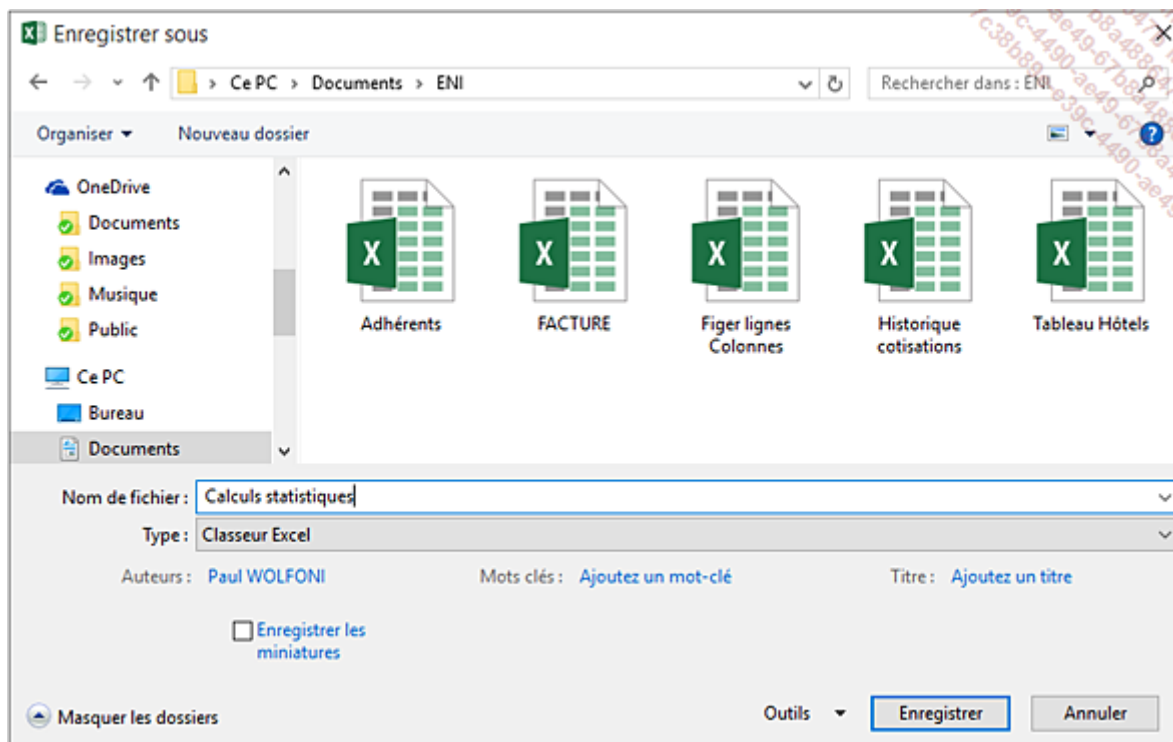 Enregistrer sous
Ce PC > Documents > ENI
Rechercher dans : ENI
Organiser
Nouveau dossier
OneDrive
Documents
Images
Musique
Public
Ce PC
Bureau
Documents
Adhérents
FACTURE
Figer lignes
Colonnes
Historique
cotisations
Tableau Hôtels
Nom de fichier :
Calculs statistiques
Type :
Classeur Excel
Auteurs :
Paul WOLFONI
Mots clés :
Ajoutez un mot-clé
Titre :
Ajoutez un titre
Enregistrer les
miniatures
Masquer les dossiers
Outils
Enregistrer
Annuler